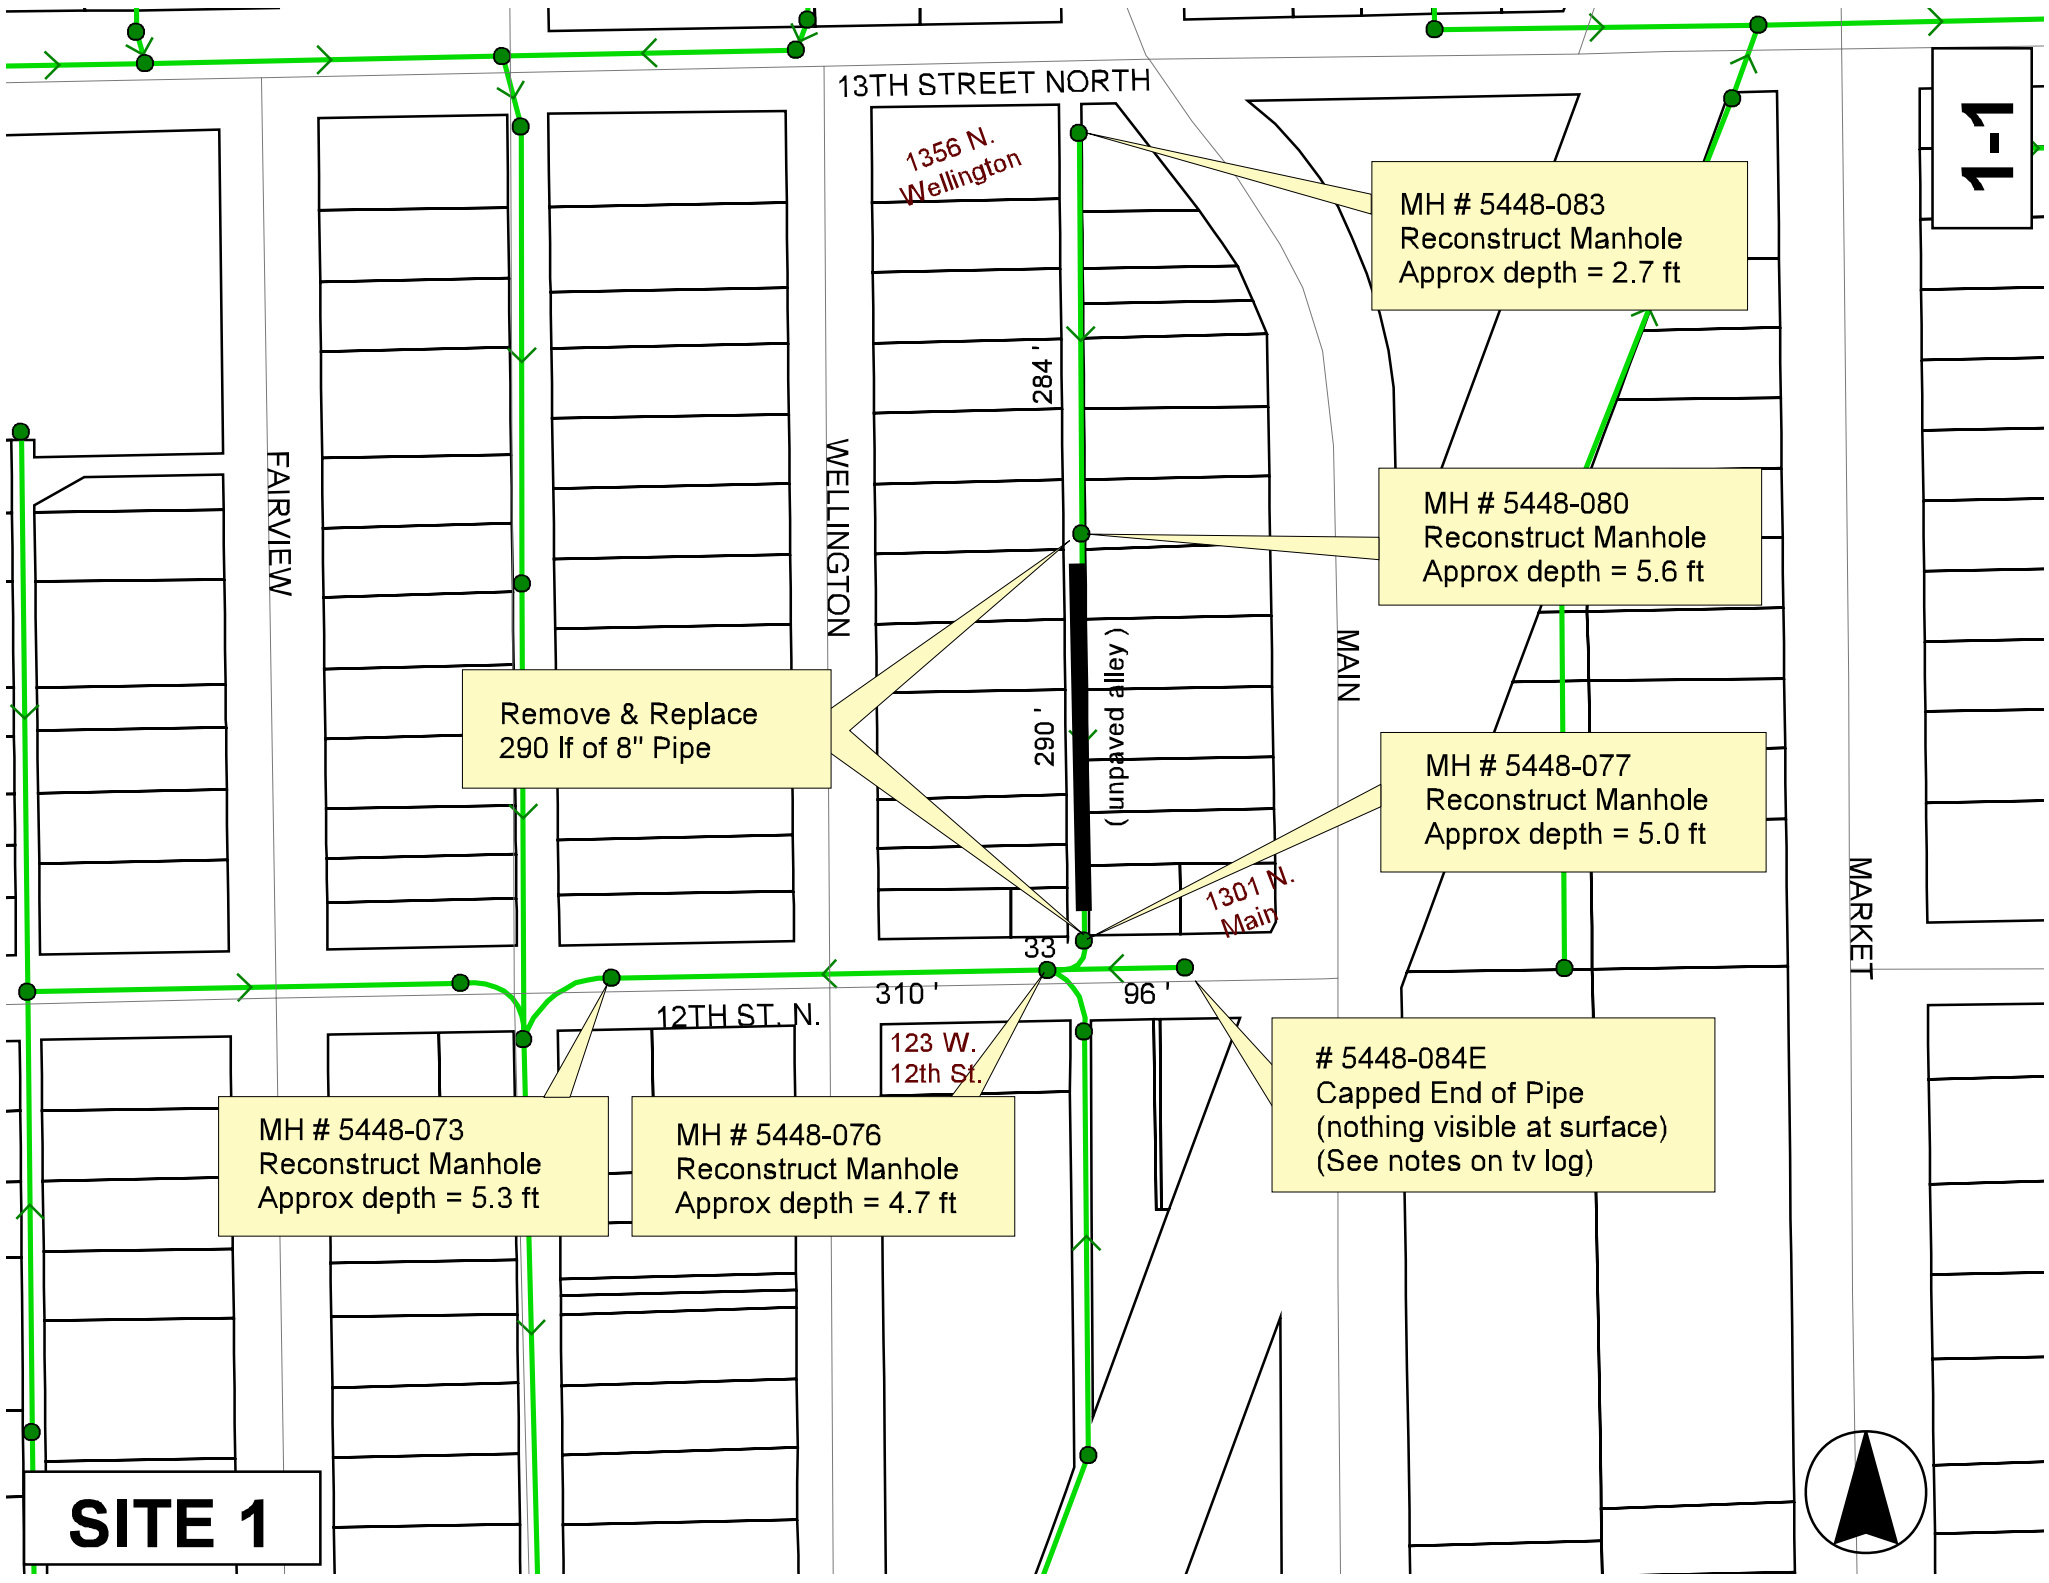 13TH STREET NORTH
1-1
1356 N.
Wellington
MH # 5448-083
Reconstruct Manhole
Approx depth = 2.7 ft
284 '
FAIRVIEW
WELLINGTON
MH # 5448-080
Reconstruct Manhole
Approx depth = 5.6 ft
MAIN
(unpaved alley )
Remove & Replace
290 lf of 8" Pipe
290 '
MH # 5448-077
Reconstruct Manhole
Approx depth = 5.0 ft
MARKET
1301 N.
Main
33 '
310 '
96 '
12TH ST. N.
123 W.
12th St.
# 5448-084E
Capped End of Pipe
(nothing visible at surface)
(See notes on tv log)
MH # 5448-073
Reconstruct Manhole
Approx depth = 5.3 ft
MH # 5448-076
Reconstruct Manhole
Approx depth = 4.7 ft
SITE 1